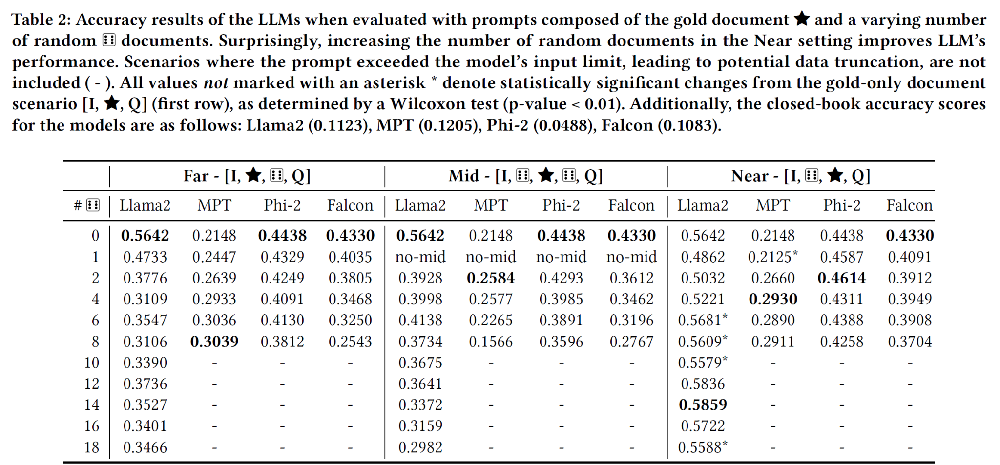 Table 2: Accuracy results of the LLMs when evaluated with prompts composed of the gold document ★ and a varying number
of random ⚅ documents. Surprisingly, increasing the number of random documents in the Near setting improves LLM's
performance. Scenarios where the prompt exceeded the model's input limit, leading to potential data truncation, are not
included ( - ). All values not marked with an asterisk * denote statistically significant changes from the gold-only document
scenario [I, ★, Q] (first row), as determined by a Wilcoxon test (p-value < 0.01). Additionally, the closed-book accuracy scores
for the models are as follows: Llama2 (0.1123), MPT (0.1205), Phi-2 (0.0488), Falcon (0.1083).
Far - [I, ★, ⚅, Q] Mid - [I, ⚅, ★, ⚅, Q] Near - [I, ⚅, ★, Q]
# ⚅ Llama2 MPT Phi-2 Falcon Llama2 MPT Phi-2 Falcon Llama2 MPT Phi-2 Falcon
0 0.5642 0.2148 0.4438 0.4330 0.5642 0.2148 0.4438 0.4330 0.5642 0.2148 0.4438 0.4330
1 0.4733 0.2447 0.4329 0.4035 no-mid no-mid no-mid no-mid 0.4862 0.2125* 0.4587 0.4091
2 0.3776 0.2639 0.4249 0.3805 0.3928 0.2584 0.4293 0.3612 0.5032 0.2660 0.4614 0.3912
4 0.3109 0.2933 0.4091 0.3468 0.3998 0.2577 0.3985 0.3462 0.5221 0.2930 0.4311 0.3949
6 0.3547 0.3036 0.4130 0.3250 0.4138 0.2265 0.3891 0.3196 0.5681* 0.2890 0.4388 0.3908
8 0.3106 0.3039 0.3812 0.2543 0.3734 0.1566 0.3596 0.2767 0.5609* 0.2911 0.4258 0.3704
10 0.3390 - - - 0.3675 - - - 0.5579* - - -
12 0.3736 - - - 0.3641 - - - 0.5836 - - -
14 0.3527 - - - 0.3372 - - - 0.5859 - - -
16 0.3401 - - - 0.3159 - - - 0.5722 - - -
18 0.3466 - - - 0.2982 - - - 0.5588* - - -